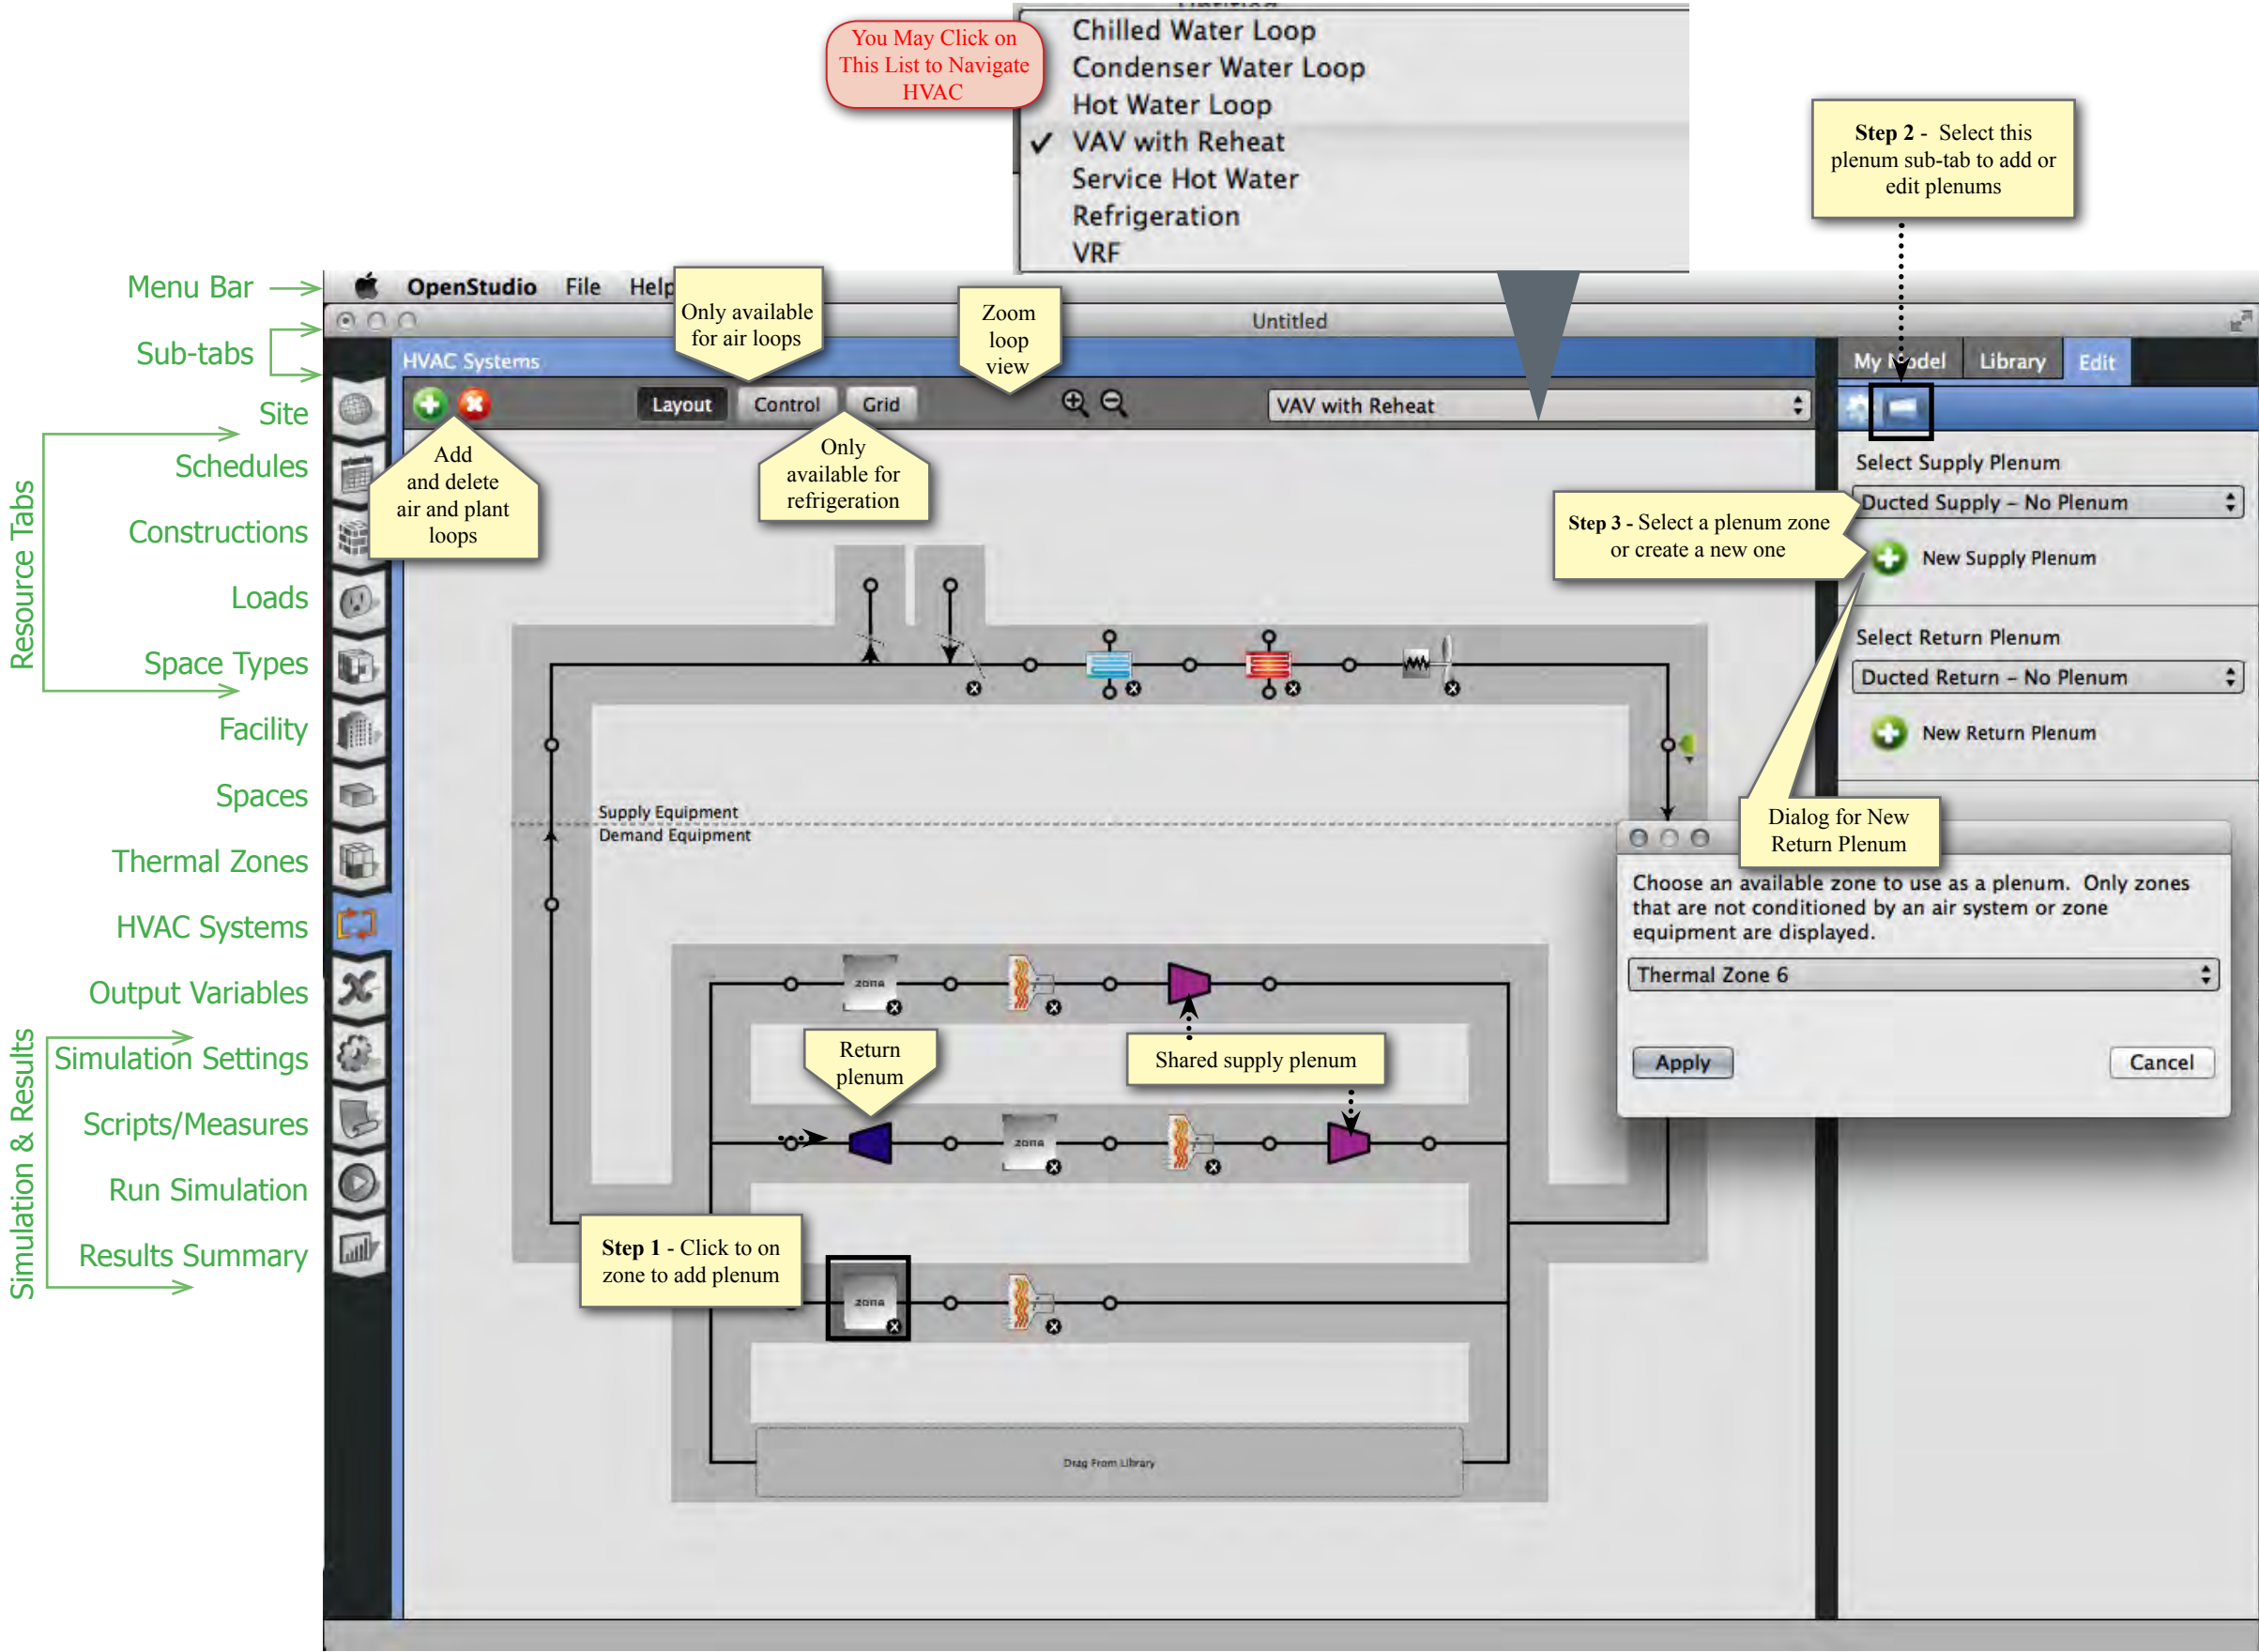 Untitled
Chilled Water Loop
Condenser Water Loop
Hot Water Loop
✓ VAV with Reheat
Service Hot Water
Refrigeration
VRF
You May Click on
This List to Navigate
HVAC
Step 2 - Select this
plenum sub-tab to add or
edit plenums
Menu Bar
Sub-tabs
Site
Schedules
Constructions
Loads
Space Types
Facility
Spaces
Thermal Zones
HVAC Systems
Output Variables
Simulation Settings
Scripts/Measures
Run Simulation
Results Summary
Resource Tabs
Simulation & Results
OpenStudio File Help
Untitled
HVAC Systems
Only available
for air loops
Zoom
loop
view
Layout Control Grid
VAV with Reheat
Add
and delete
air and plant
loops
Only
available for
refrigeration
My Model Library Edit
Select Supply Plenum
Ducted Supply – No Plenum
New Supply Plenum
Step 3 - Select a plenum zone
or create a new one
Select Return Plenum
Ducted Return – No Plenum
New Return Plenum
Supply Equipment
Demand Equipment
Dialog for New
Return Plenum
Choose an available zone to use as a plenum. Only zones
that are not conditioned by an air system or zone
equipment are displayed.
Thermal Zone 6
Apply Cancel
zone
Return
plenum
Shared supply plenum
zone
Step 1 - Click to on
zone to add plenum
zone
Drag From Library